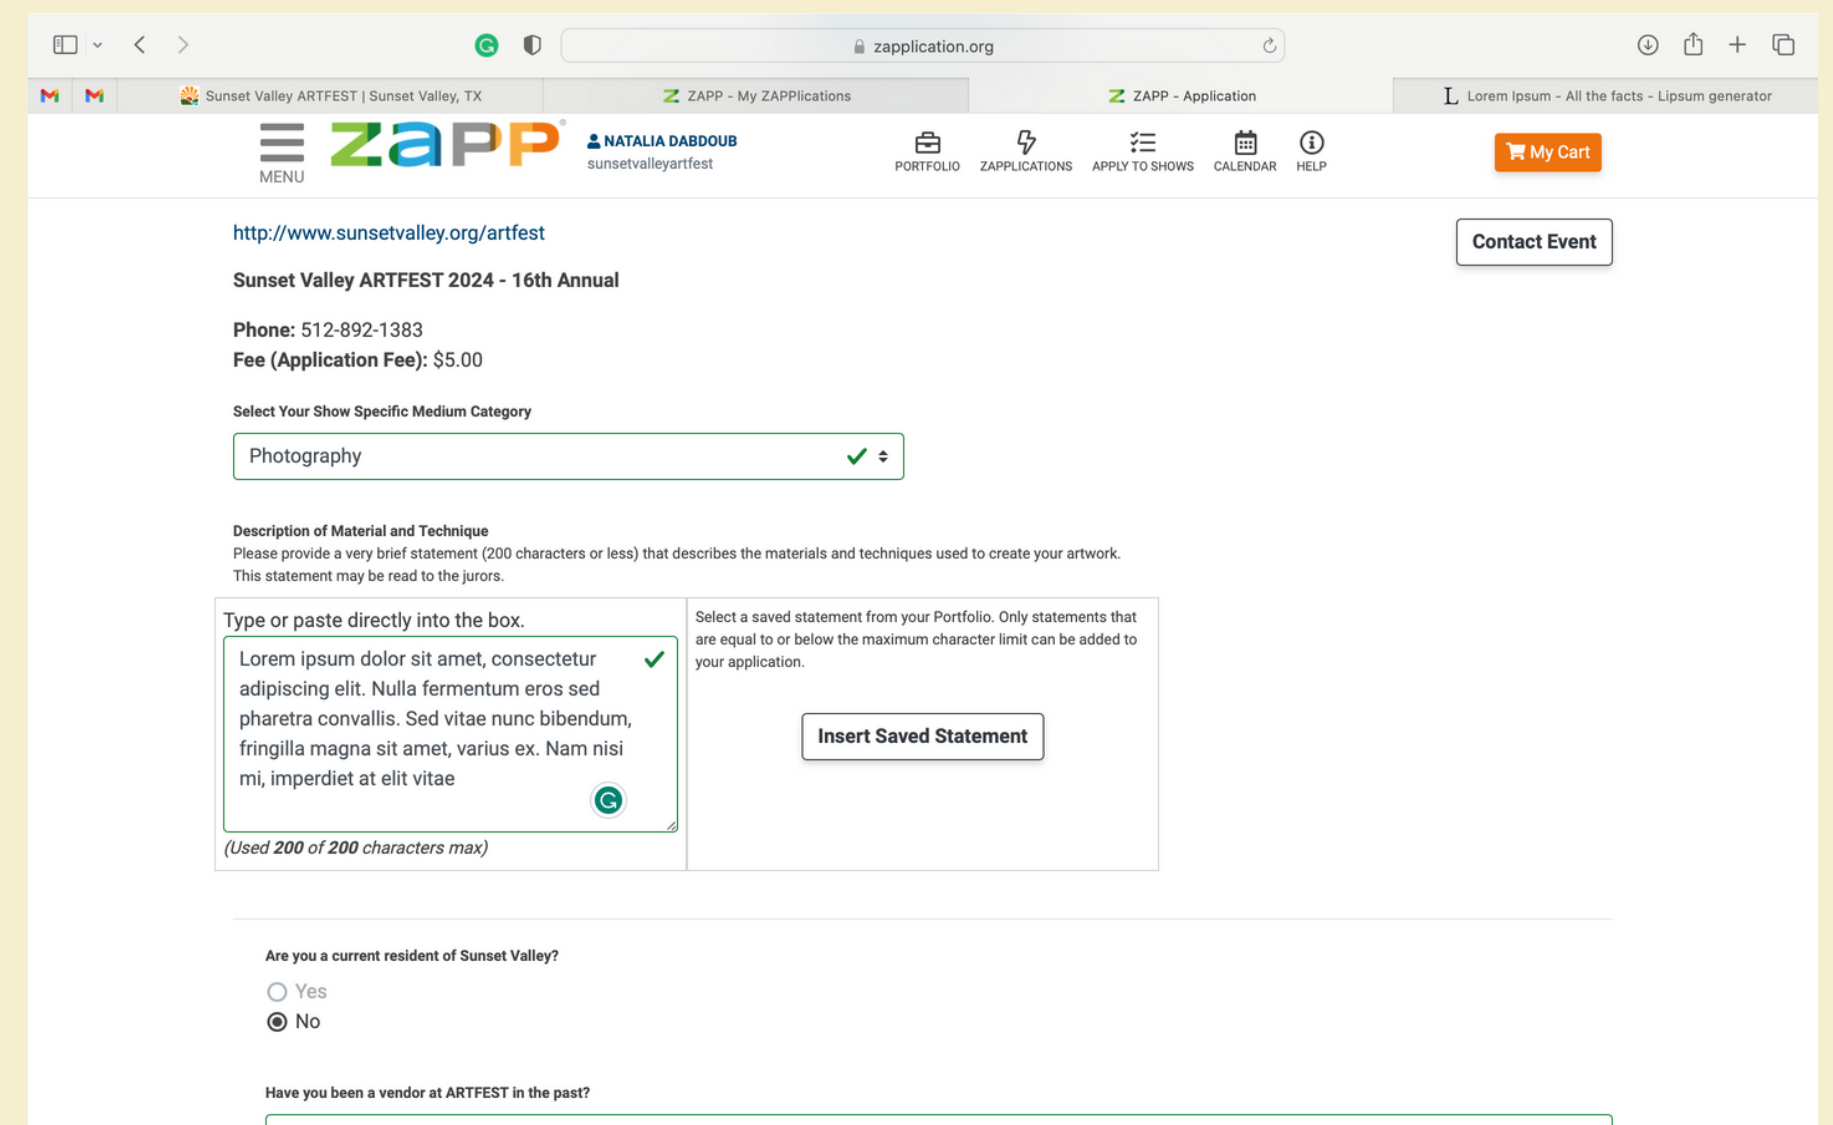 zapplication.org
Sunset Valley ARTFEST | Sunset Valley, TX
ZAPP - My ZAPPlications
ZAPP - Application
Lorem Ipsum - All the facts - Lipsum generator
MENU
zapp®
NATALIA DABDOUB
sunsetvalleyartfest
PORTFOLIO
ZAPPLICATIONS
APPLY TO SHOWS
CALENDAR
HELP
My Cart
http://www.sunsetvalley.org/artfest
Contact Event
Sunset Valley ARTFEST 2024 - 16th Annual
Phone: 512-892-1383
Fee (Application Fee): $5.00
Select Your Show Specific Medium Category
Photography
Description of Material and Technique
Please provide a very brief statement (200 characters or less) that describes the materials and techniques used to create your artwork.
This statement may be read to the jurors.
Type or paste directly into the box.
Lorem ipsum dolor sit amet, consectetur
adipiscing elit. Nulla fermentum eros sed
pharetra convallis. Sed vitae nunc bibendum,
fringilla magna sit amet, varius ex. Nam nisi
mi, imperdiet at elit vitae
(Used 200 of 200 characters max)
Select a saved statement from your Portfolio. Only statements that
are equal to or below the maximum character limit can be added to
your application.
Insert Saved Statement
Are you a current resident of Sunset Valley?
Yes
No
Have you been a vendor at ARTFEST in the past?